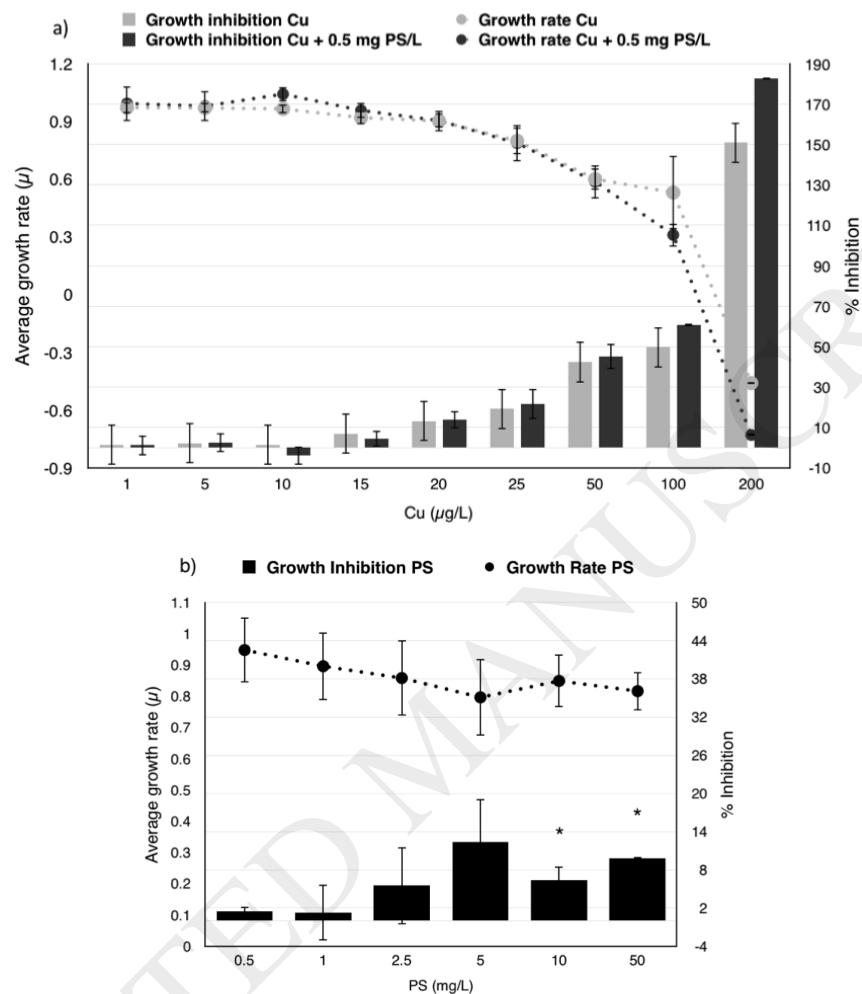 a)
Growth inhibition Cu
Growth rate Cu
Growth inhibition Cu + 0.5 mg PS/L
Growth rate Cu + 0.5 mg PS/L
1.2
0.9
0.6
0.3
0
-0.3
-0.6
-0.9
Average growth rate (µ)
190
170
150
130
110
90
70
50
30
10
-10
% Inhibition
1 5 10 15 20 25 50 100 200
Cu (µg/L)
b)
Growth Inhibition PS
Growth Rate PS
1.1
1
0.9
0.8
0.7
0.6
0.5
0.4
0.3
0.2
0.1
0
Average growth rate (µ)
50
44
38
32
26
20
14
8
2
-4
% Inhibition
* *
0.5 1 2.5 5 10 50
PS (mg/L)
TED MANUSCR